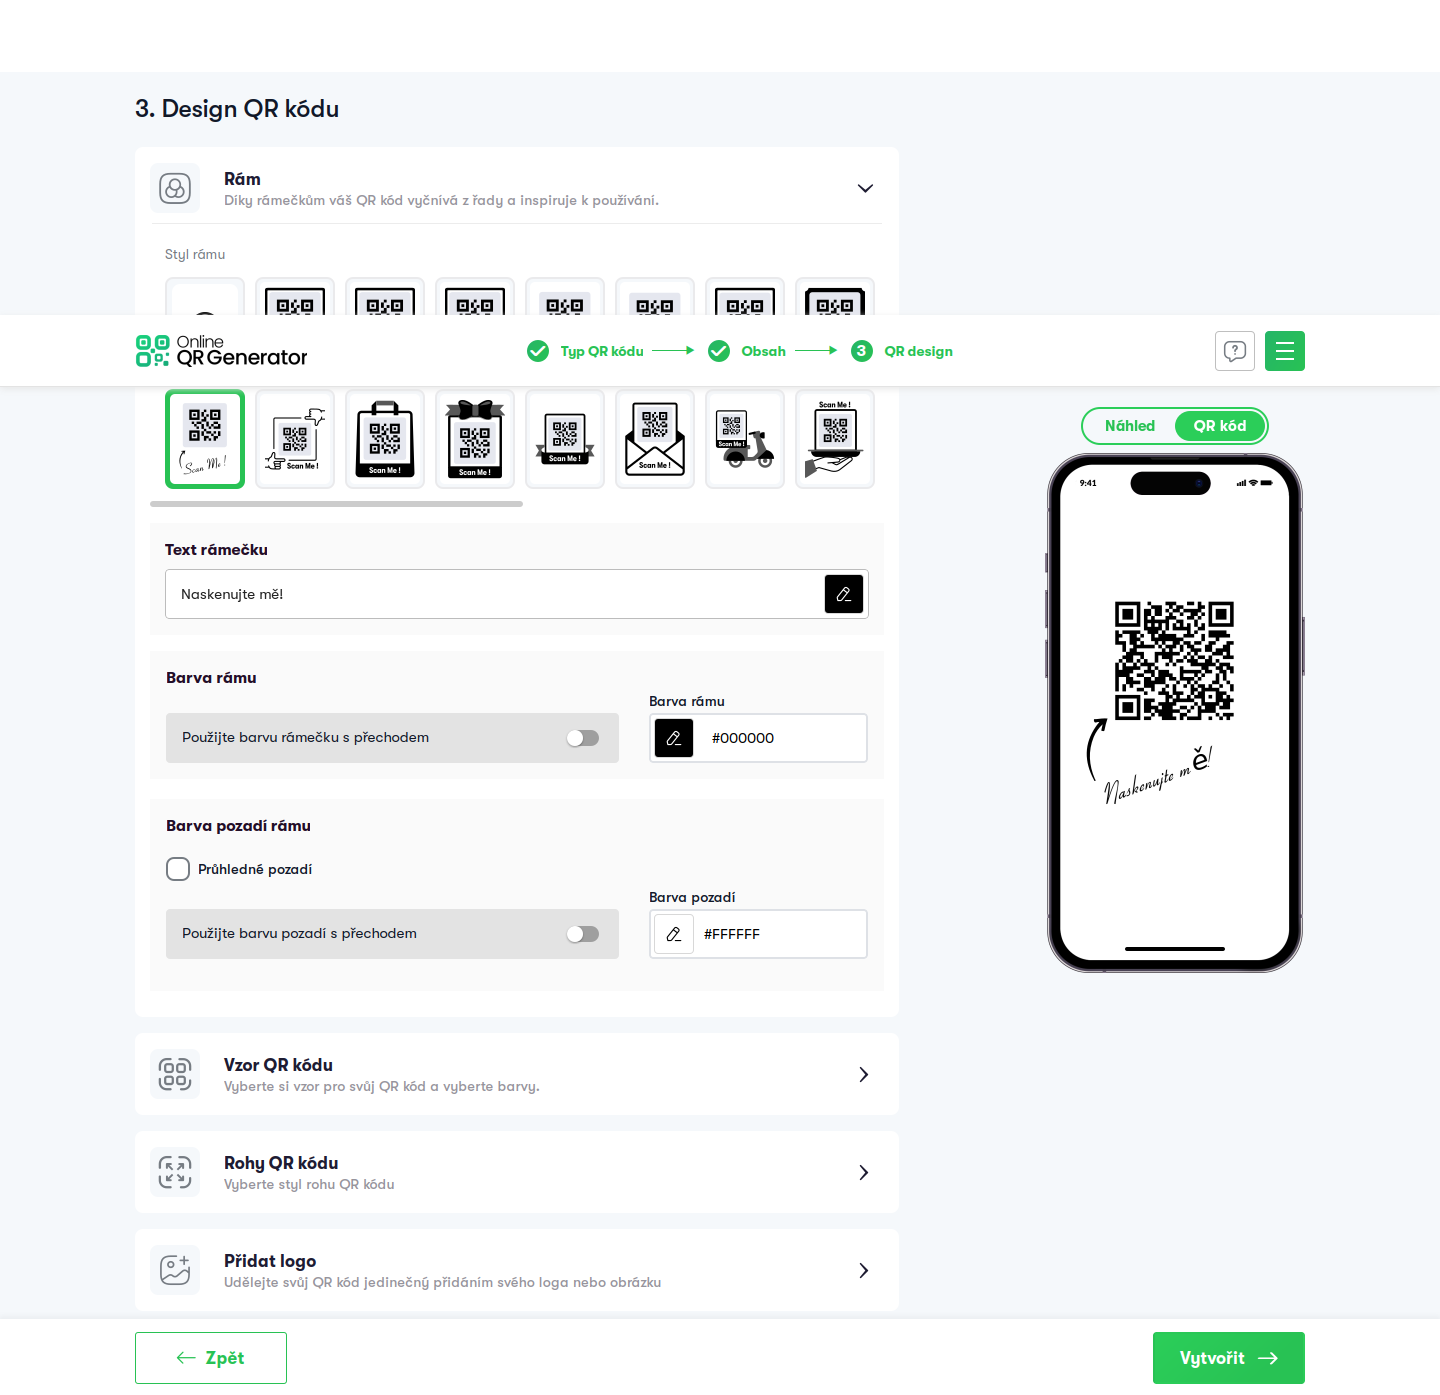 3. Design QR kódu
Rám
Díky rámečkům váš QR kód vyčnívá z řady a inspiruje k používání.
Styl rámu
Online
QR Generator
Typ QR kódu
Obsah
3
QR design
Scan Me !
Scan Me !
Scan Me !
Scan Me !
Scan Me !
Scan Me !
Scan Me !
Scan Me !
Náhled
QR kód
9:41
Text rámečku
Naskenujte mě!
Barva rámu
Barva rámu
Použijte barvu rámečku s přechodem
#000000
Naskenujte mě!
Barva pozadí rámu
Průhledné pozadí
Barva pozadí
Použijte barvu pozadí s přechodem
#FFFFFF
Vzor QR kódu
Vyberte si vzor pro svůj QR kód a vyberte barvy.
Rohy QR kódu
Vyberte styl rohu QR kódu
Přidat logo
Udělejte svůj QR kód jedinečný přidáním svého loga nebo obrázku
Zpět
Vytvořit